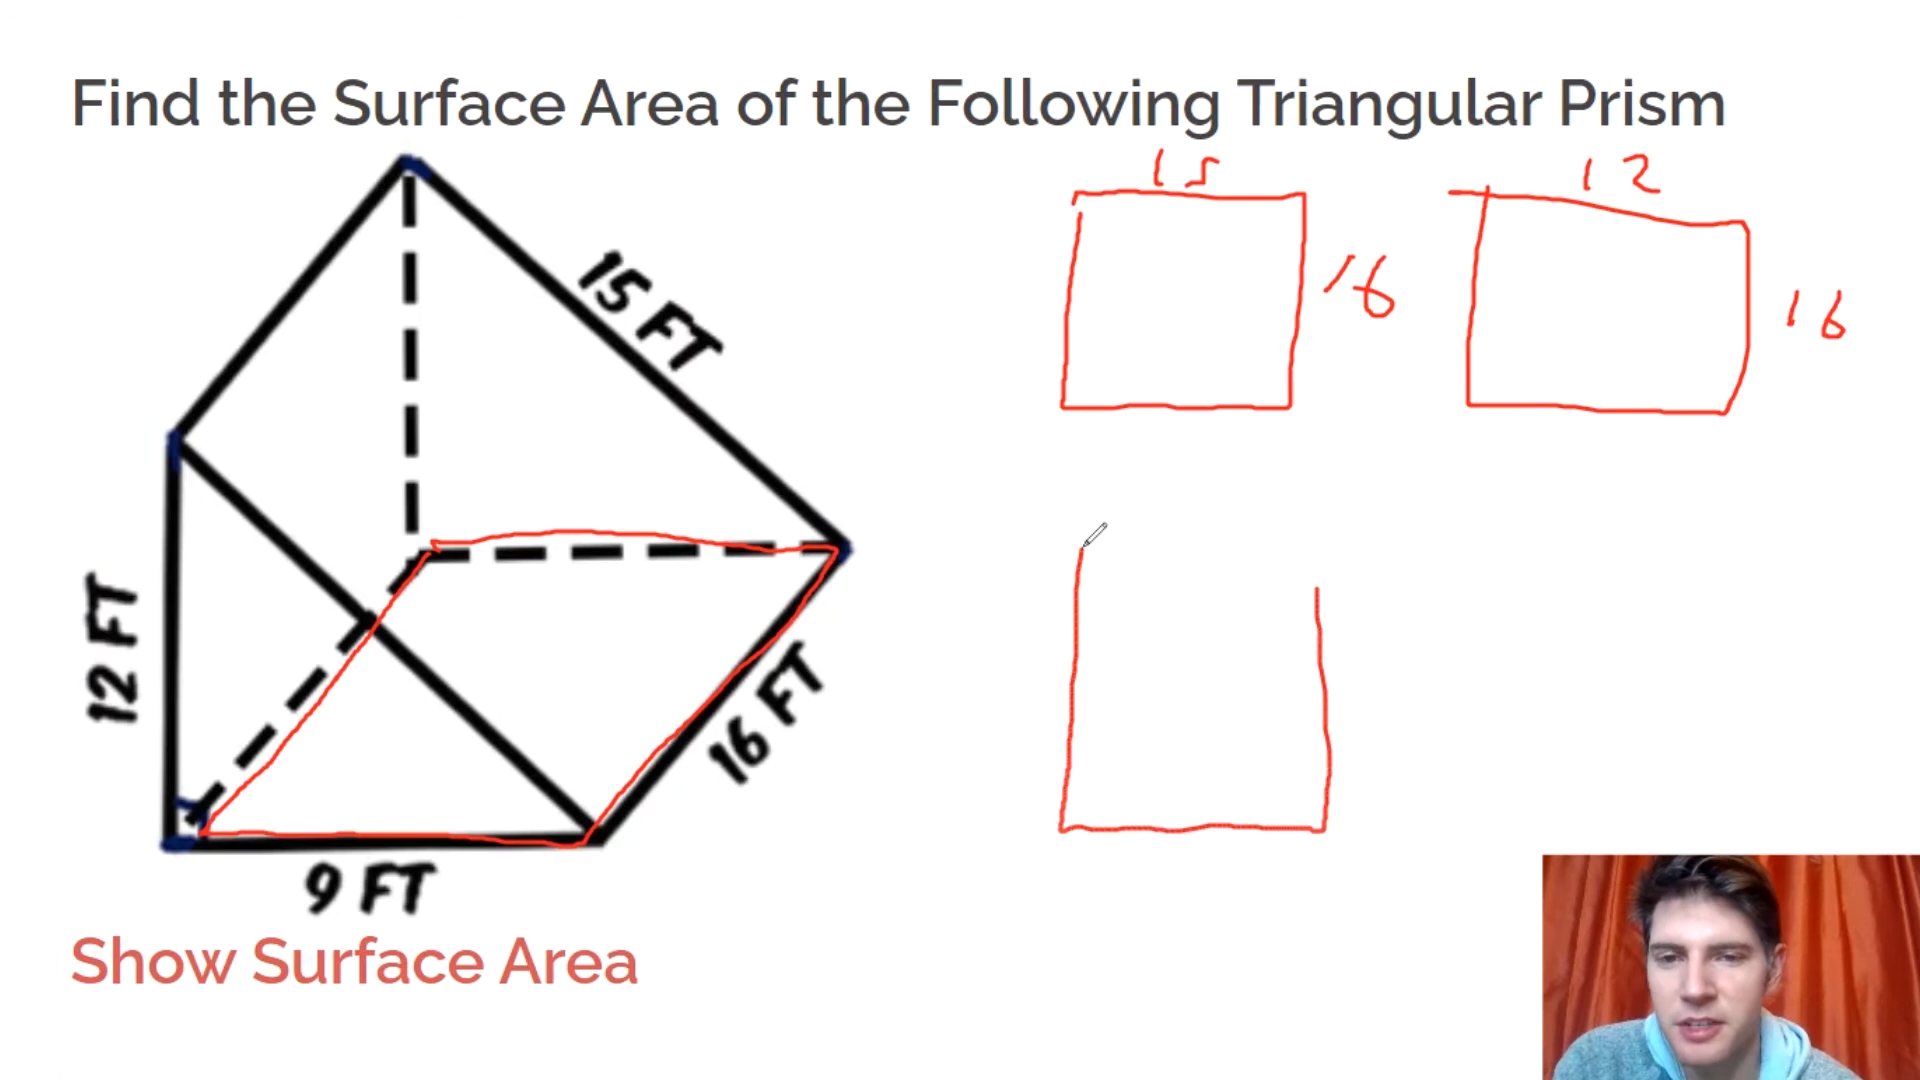 Find the Surface Area of the Following Triangular Prism
15
12
15 FT
16
16
12 FT
16 FT
9 FT
Show Surface Area